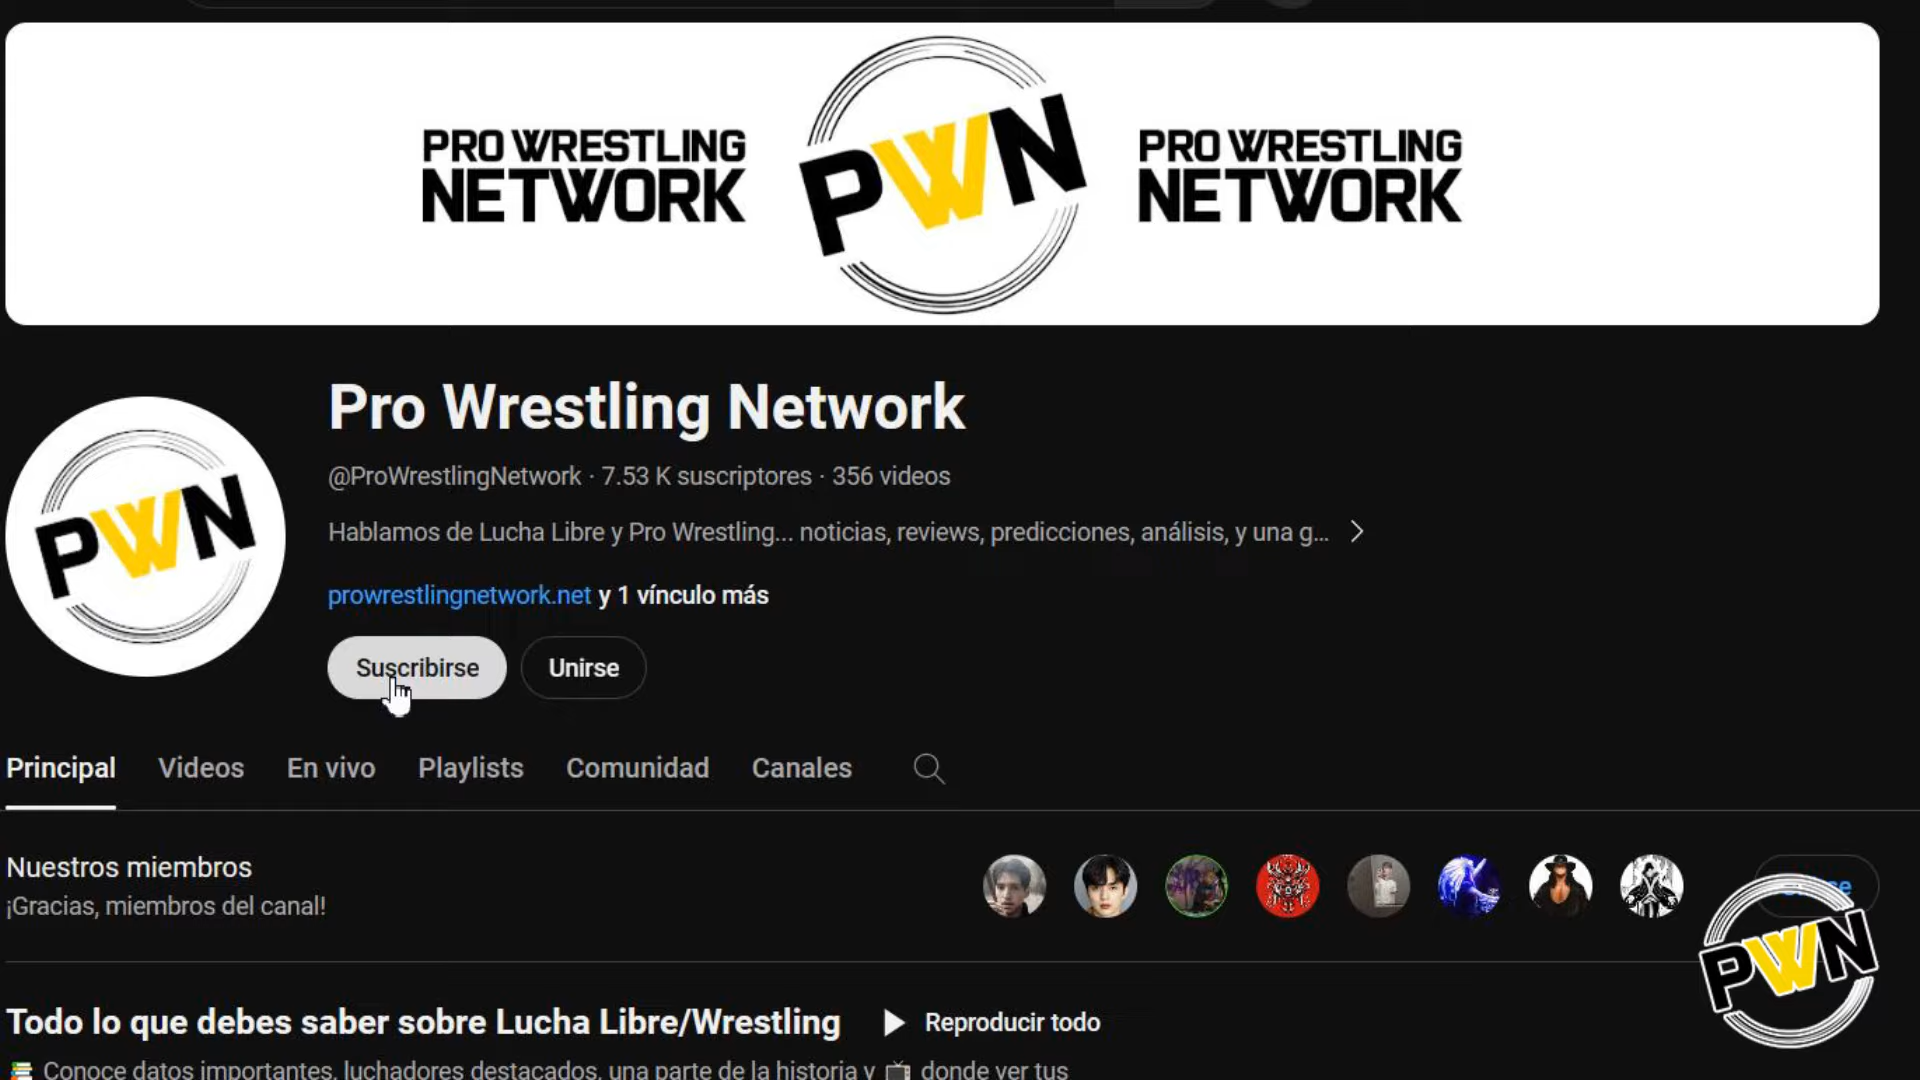 PRO WRESTLING
NETWORK
PWN
PRO WRESTLING
NETWORK
PWN
Pro Wrestling Network
@ProWrestlingNetwork · 7.53 K suscriptores · 356 videos
Hablamos de Lucha Libre y Pro Wrestling... noticias, reviews, predicciones, análisis, y una g...
prowrestlingnetwork.net y 1 vínculo más
Suscribirse Unirse
Principal Videos En vivo Playlists Comunidad Canales
Nuestros miembros
¡Gracias, miembros del canal!
PWN
Todo lo que debes saber sobre Lucha Libre/Wrestling Reproducir todo
Conoce datos importantes, luchadores destacados, una parte de la historia y donde ver tus